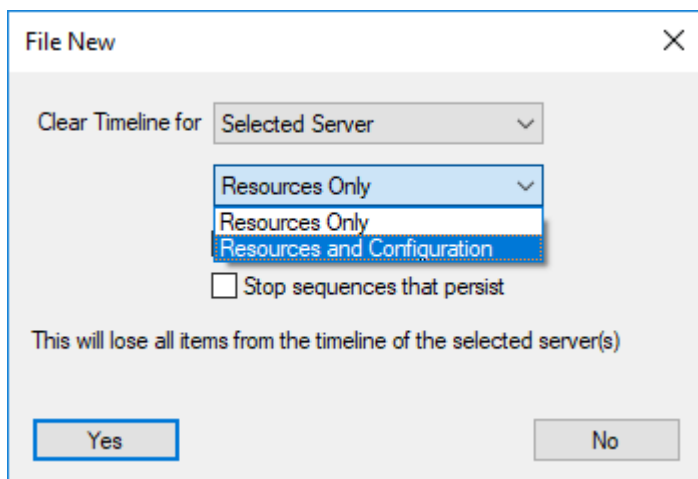 File New
Clear Timeline for Selected Server
Resources Only
Resources Only
Resources and Configuration
Stop sequences that persist
This will lose all items from the timeline of the selected server(s)
Yes No